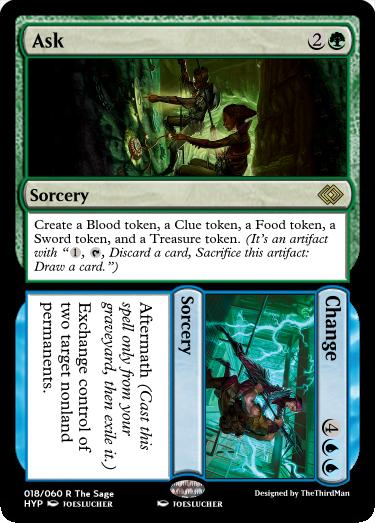 Ask 2
Sorcery
Create a Blood token, a Clue token, a Food token, a
Sword token, and a Treasure token. (It's an artifact
with “1, Discard a card, Sacrifice this artifact:
Draw a card.”)
Change 4
Sorcery
Aftermath (Cast this
spell only from your
graveyard, then exile it.)
Exchange control of
two target nonland
permanents.
018/060 R The Sage
HYP JOESLUCHER JOESLUCHER
Designed by TheThirdMan